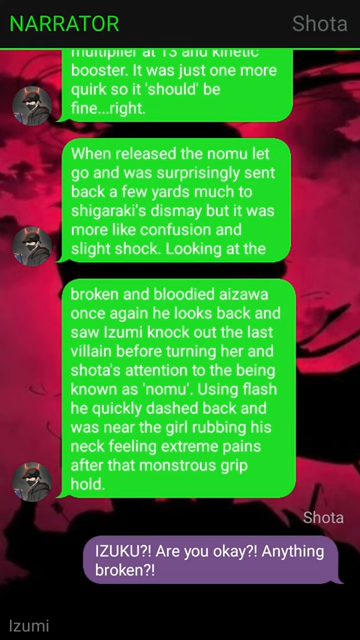 NARRATOR
Shota
multiplier at 13 and kinetic
booster. It was just one more
quirk so it 'should' be
fine...right.
When released the nomu let
go and was surprisingly sent
back a few yards much to
shigaraki's dismay but it was
more like confusion and
slight shock. Looking at the
broken and bloodied aizawa
once again he looks back and
saw Izumi knock out the last
villain before turning her and
shota's attention to the being
known as 'nomu'. Using flash
he quickly dashed back and
was near the girl rubbing his
neck feeling extreme pains
after that monstrous grip
hold.
Shota
IZUKU?! Are you okay?! Anything
broken?!
Izumi